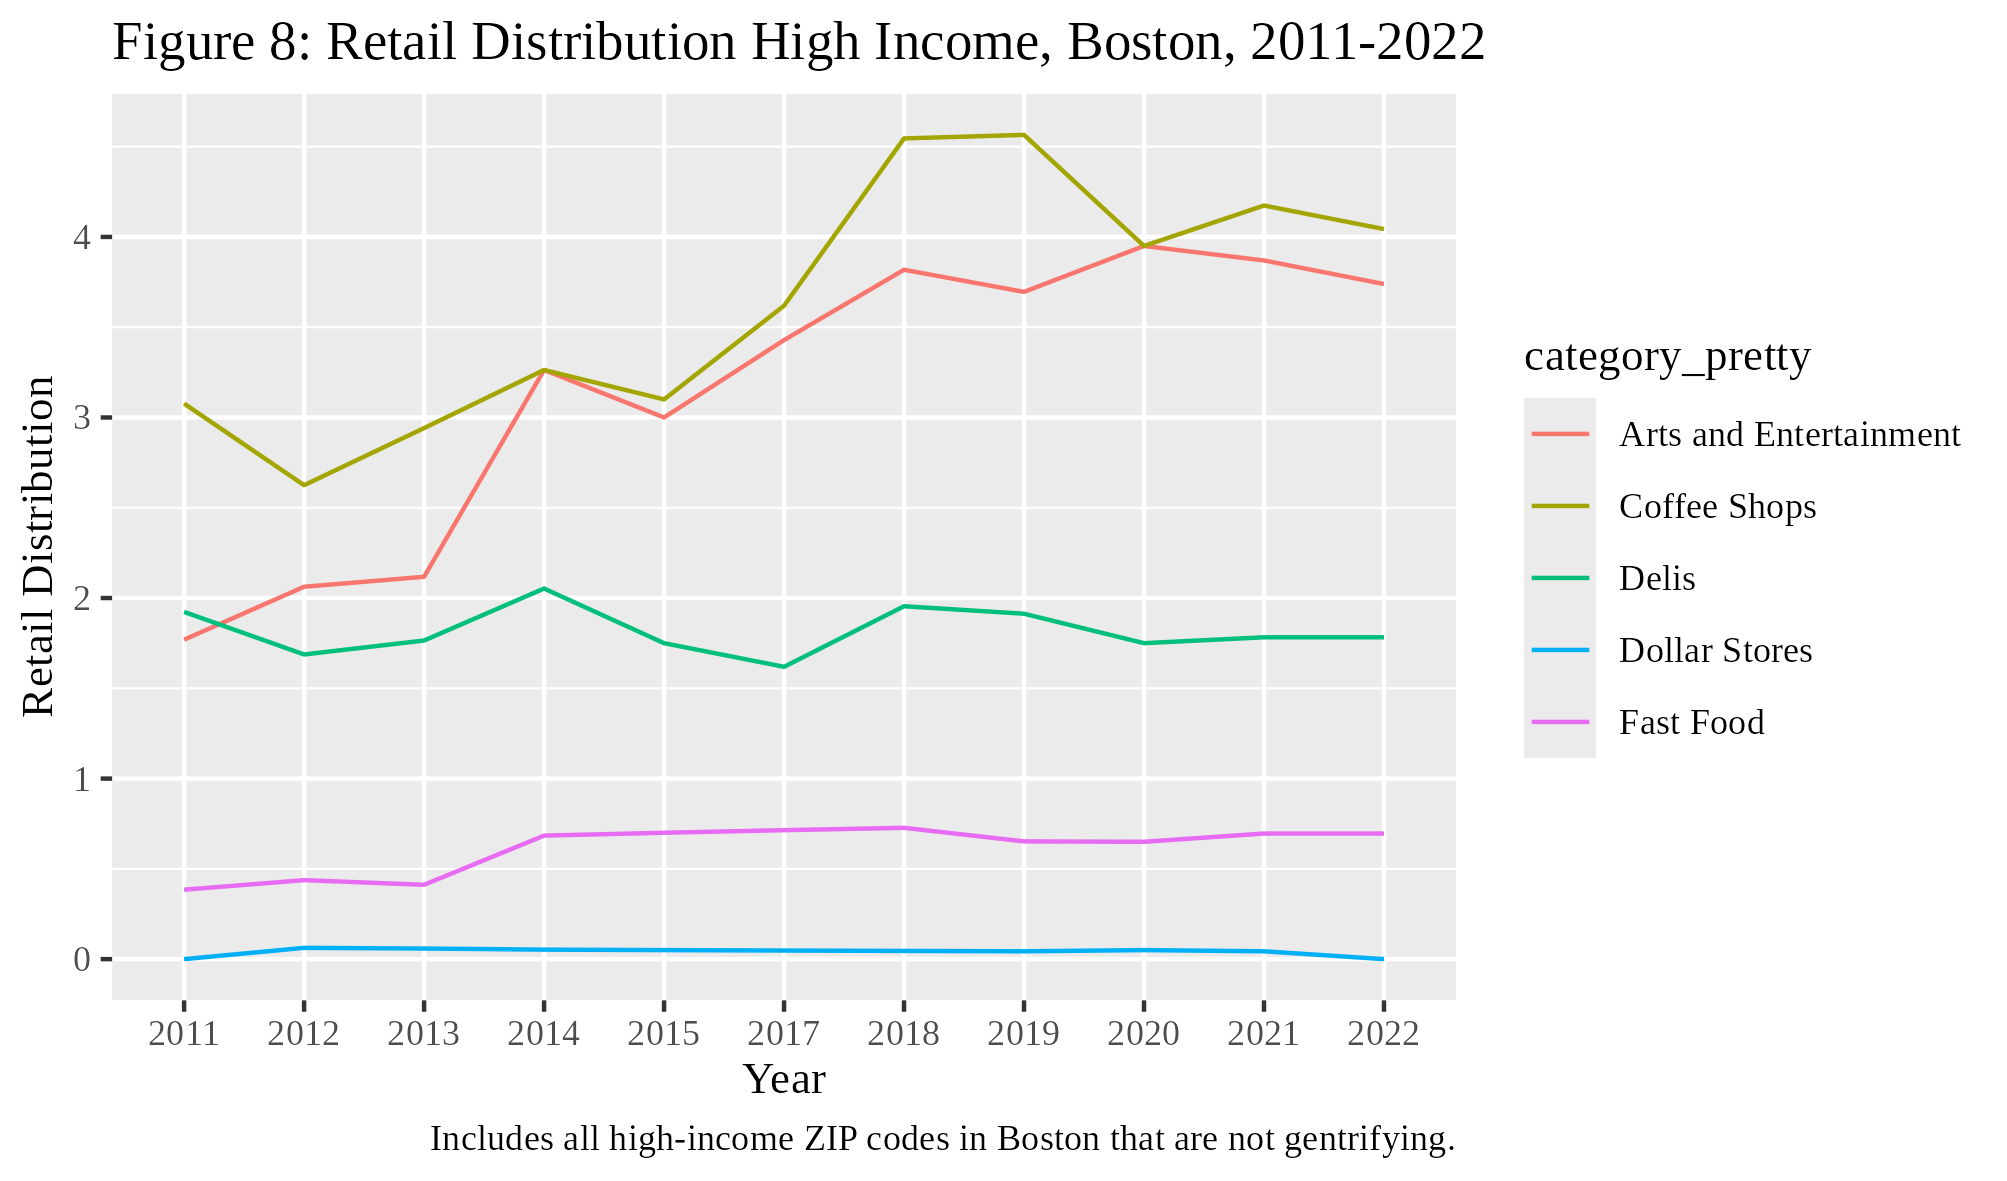 Figure 8: Retail Distribution High Income, Boston, 2011-2022
Retail Distribution
4
3
2
1
0
2011 2012 2013 2014 2015 2017 2018 2019 2020 2021 2022
Year
Includes all high-income ZIP codes in Boston that are not gentrifying.
category_pretty
Arts and Entertainment
Coffee Shops
Delis
Dollar Stores
Fast Food